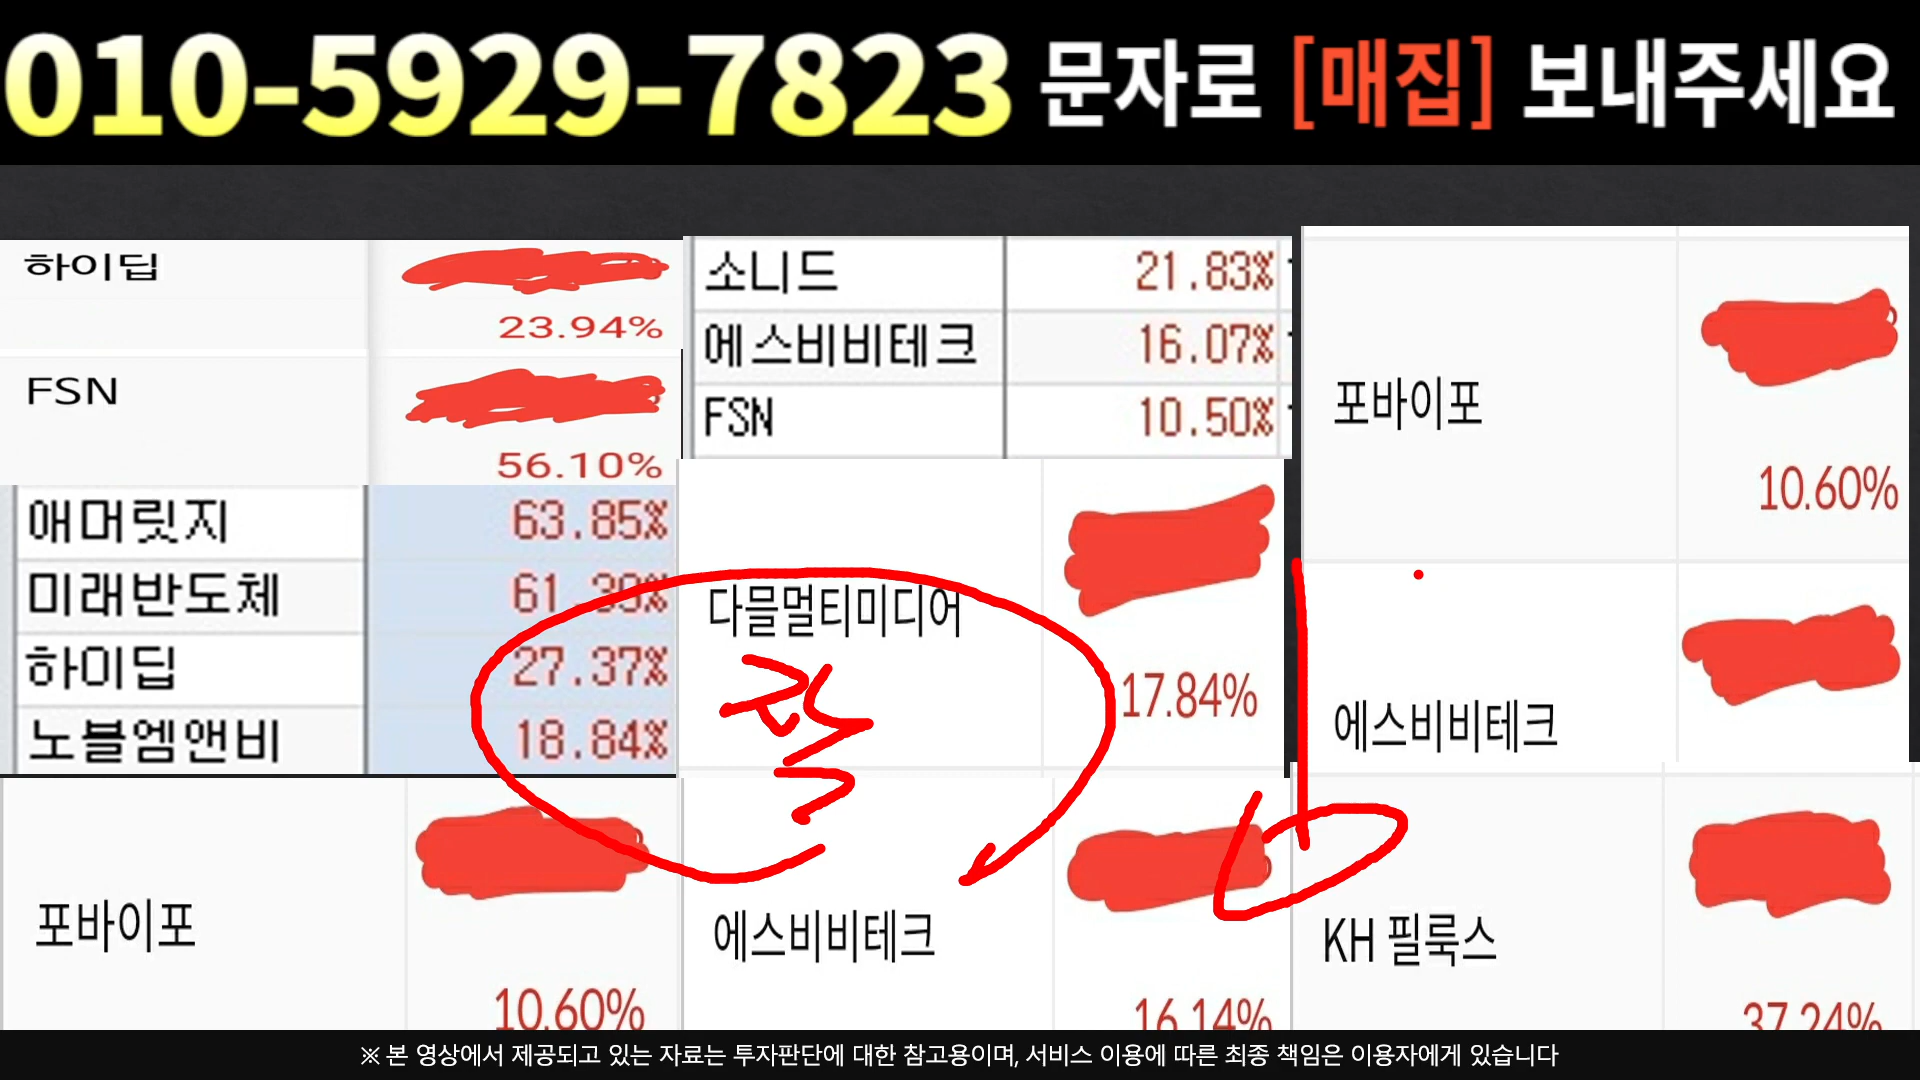 010-5929-7823 문자로 [매집] 보내주세요
하이딥
23.94%
FSN
56.10%
애머릿지 63.85%
미래반도체 61.39%
하이딥 27.37%
노블엠앤비 18.84%
소니드 21.83%
에스비비테크 16.07%
FSN 10.50%
다믈멀티미디어
17.84%
포바이포
10.60%
에스비비테크
포바이포
10.60%
에스비비테크
16.14%
KH 필룩스
37.24%
※ 본 영상에서 제공되고 있는 자료는 투자판단에 대한 참고용이며, 서비스 이용에 따른 최종 책임은 이용자에게 있습니다